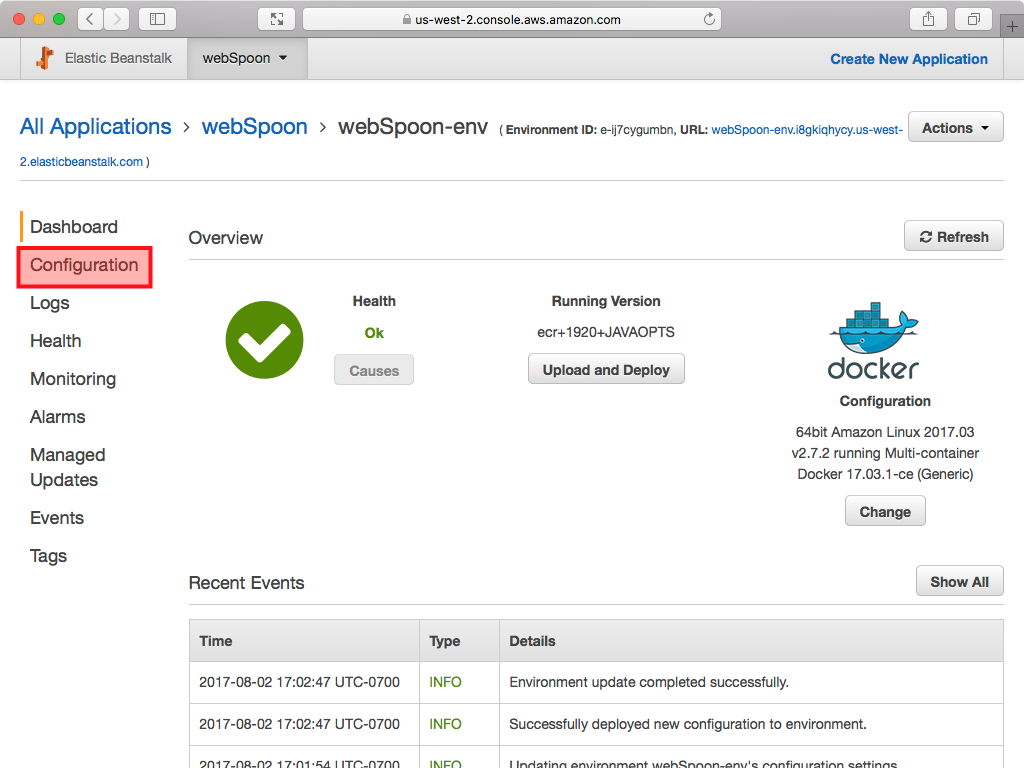 us-west-2.console.aws.amazon.com
Elastic Beanstalk
webSpoon
Create New Application
All Applications > webSpoon > webSpoon-env ( Environment ID: e-ij7cygumbn, URL: webSpoon-env.i8gkiqhycy.us-west-
2.elasticbeanstalk.com )
Actions
Dashboard
Configuration
Logs
Health
Monitoring
Alarms
Managed
Updates
Events
Tags
Overview
Refresh
Health
Ok
Causes
Running Version
ecr+1920+JAVAOPTS
Upload and Deploy
docker
Configuration
64bit Amazon Linux 2017.03
v2.7.2 running Multi-container
Docker 17.03.1-ce (Generic)
Change
Recent Events
Show All
Time Type Details
2017-08-02 17:02:47 UTC-0700 INFO Environment update completed successfully.
2017-08-02 17:02:47 UTC-0700 INFO Successfully deployed new configuration to environment.
2017-08-02 17:01:54 UTC-0700 INFO Updating environment webSpoon-env's configuration settings.